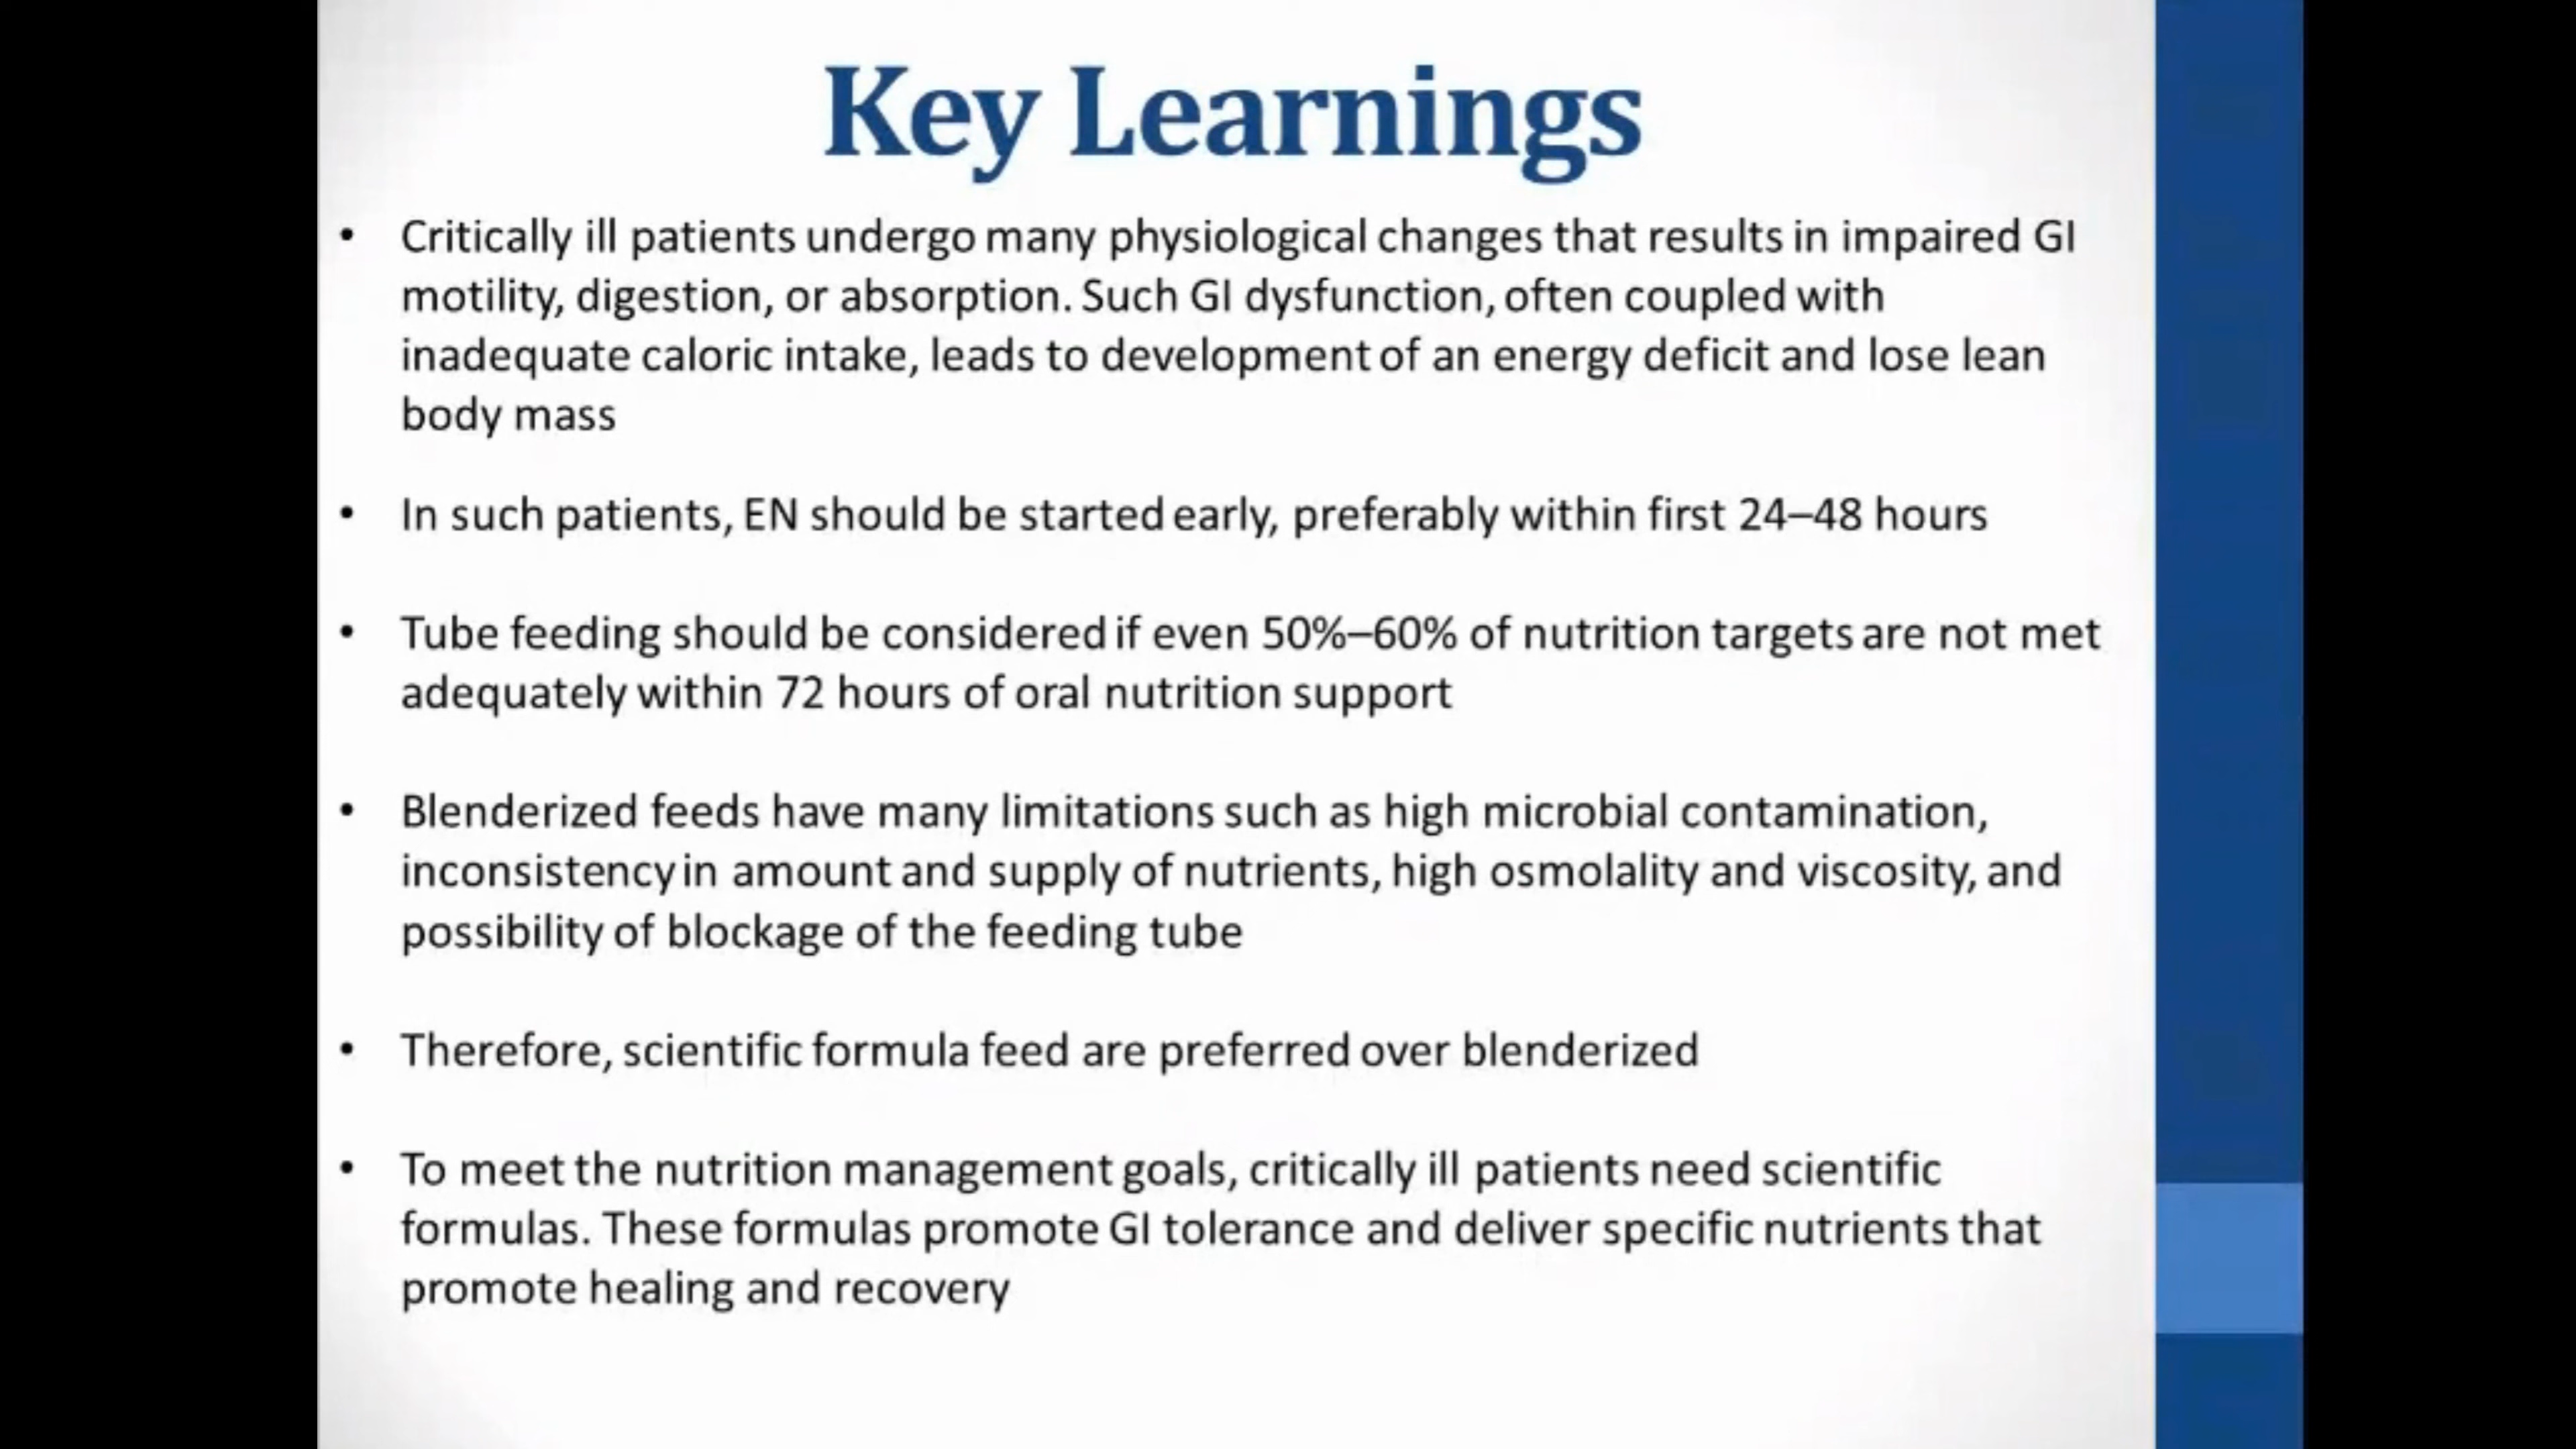 Key Learnings
• Critically ill patients undergo many physiological changes that results in impaired GI
motility, digestion, or absorption. Such GI dysfunction, often coupled with
inadequate caloric intake, leads to development of an energy deficit and lose lean
body mass
• In such patients, EN should be started early, preferably within first 24–48 hours
• Tube feeding should be considered if even 50%–60% of nutrition targets are not met
adequately within 72 hours of oral nutrition support
• Blenderized feeds have many limitations such as high microbial contamination,
inconsistency in amount and supply of nutrients, high osmolality and viscosity, and
possibility of blockage of the feeding tube
• Therefore, scientific formula feed are preferred over blenderized
• To meet the nutrition management goals, critically ill patients need scientific
formulas. These formulas promote GI tolerance and deliver specific nutrients that
promote healing and recovery